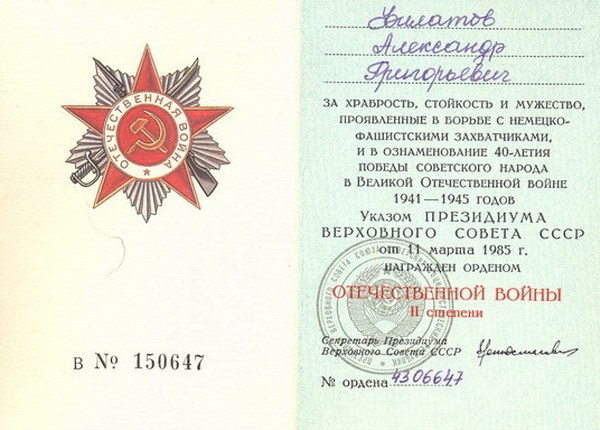 ОТЕЧЕСТВЕННАЯ ВОЙНА
В № 150647
Филатов
Александр
Григорьевич
ЗА ХРАБРОСТЬ, СТОЙКОСТЬ И МУЖЕСТВО,
ПРОЯВЛЕННЫЕ В БОРЬБЕ С НЕМЕЦКО-
ФАШИСТСКИМИ ЗАХВАТЧИКАМИ,
И В ОЗНАМЕНОВАНИЕ 40-ЛЕТИЯ
ПОБЕДЫ СОВЕТСКОГО НАРОДА
В ВЕЛИКОЙ ОТЕЧЕСТВЕННОЙ ВОЙНЕ
1941—1945 ГОДОВ
УКАЗОМ ПРЕЗИДИУМА
ВЕРХОВНОГО СОВЕТА СССР
от 11 марта 1985 г.
НАГРАЖДЕН ОРДЕНОМ
ОТЕЧЕСТВЕННОЙ ВОЙНЫ
II степени
Секретарь Президиума
Верховного Совета СССР
№ ордена 4306647